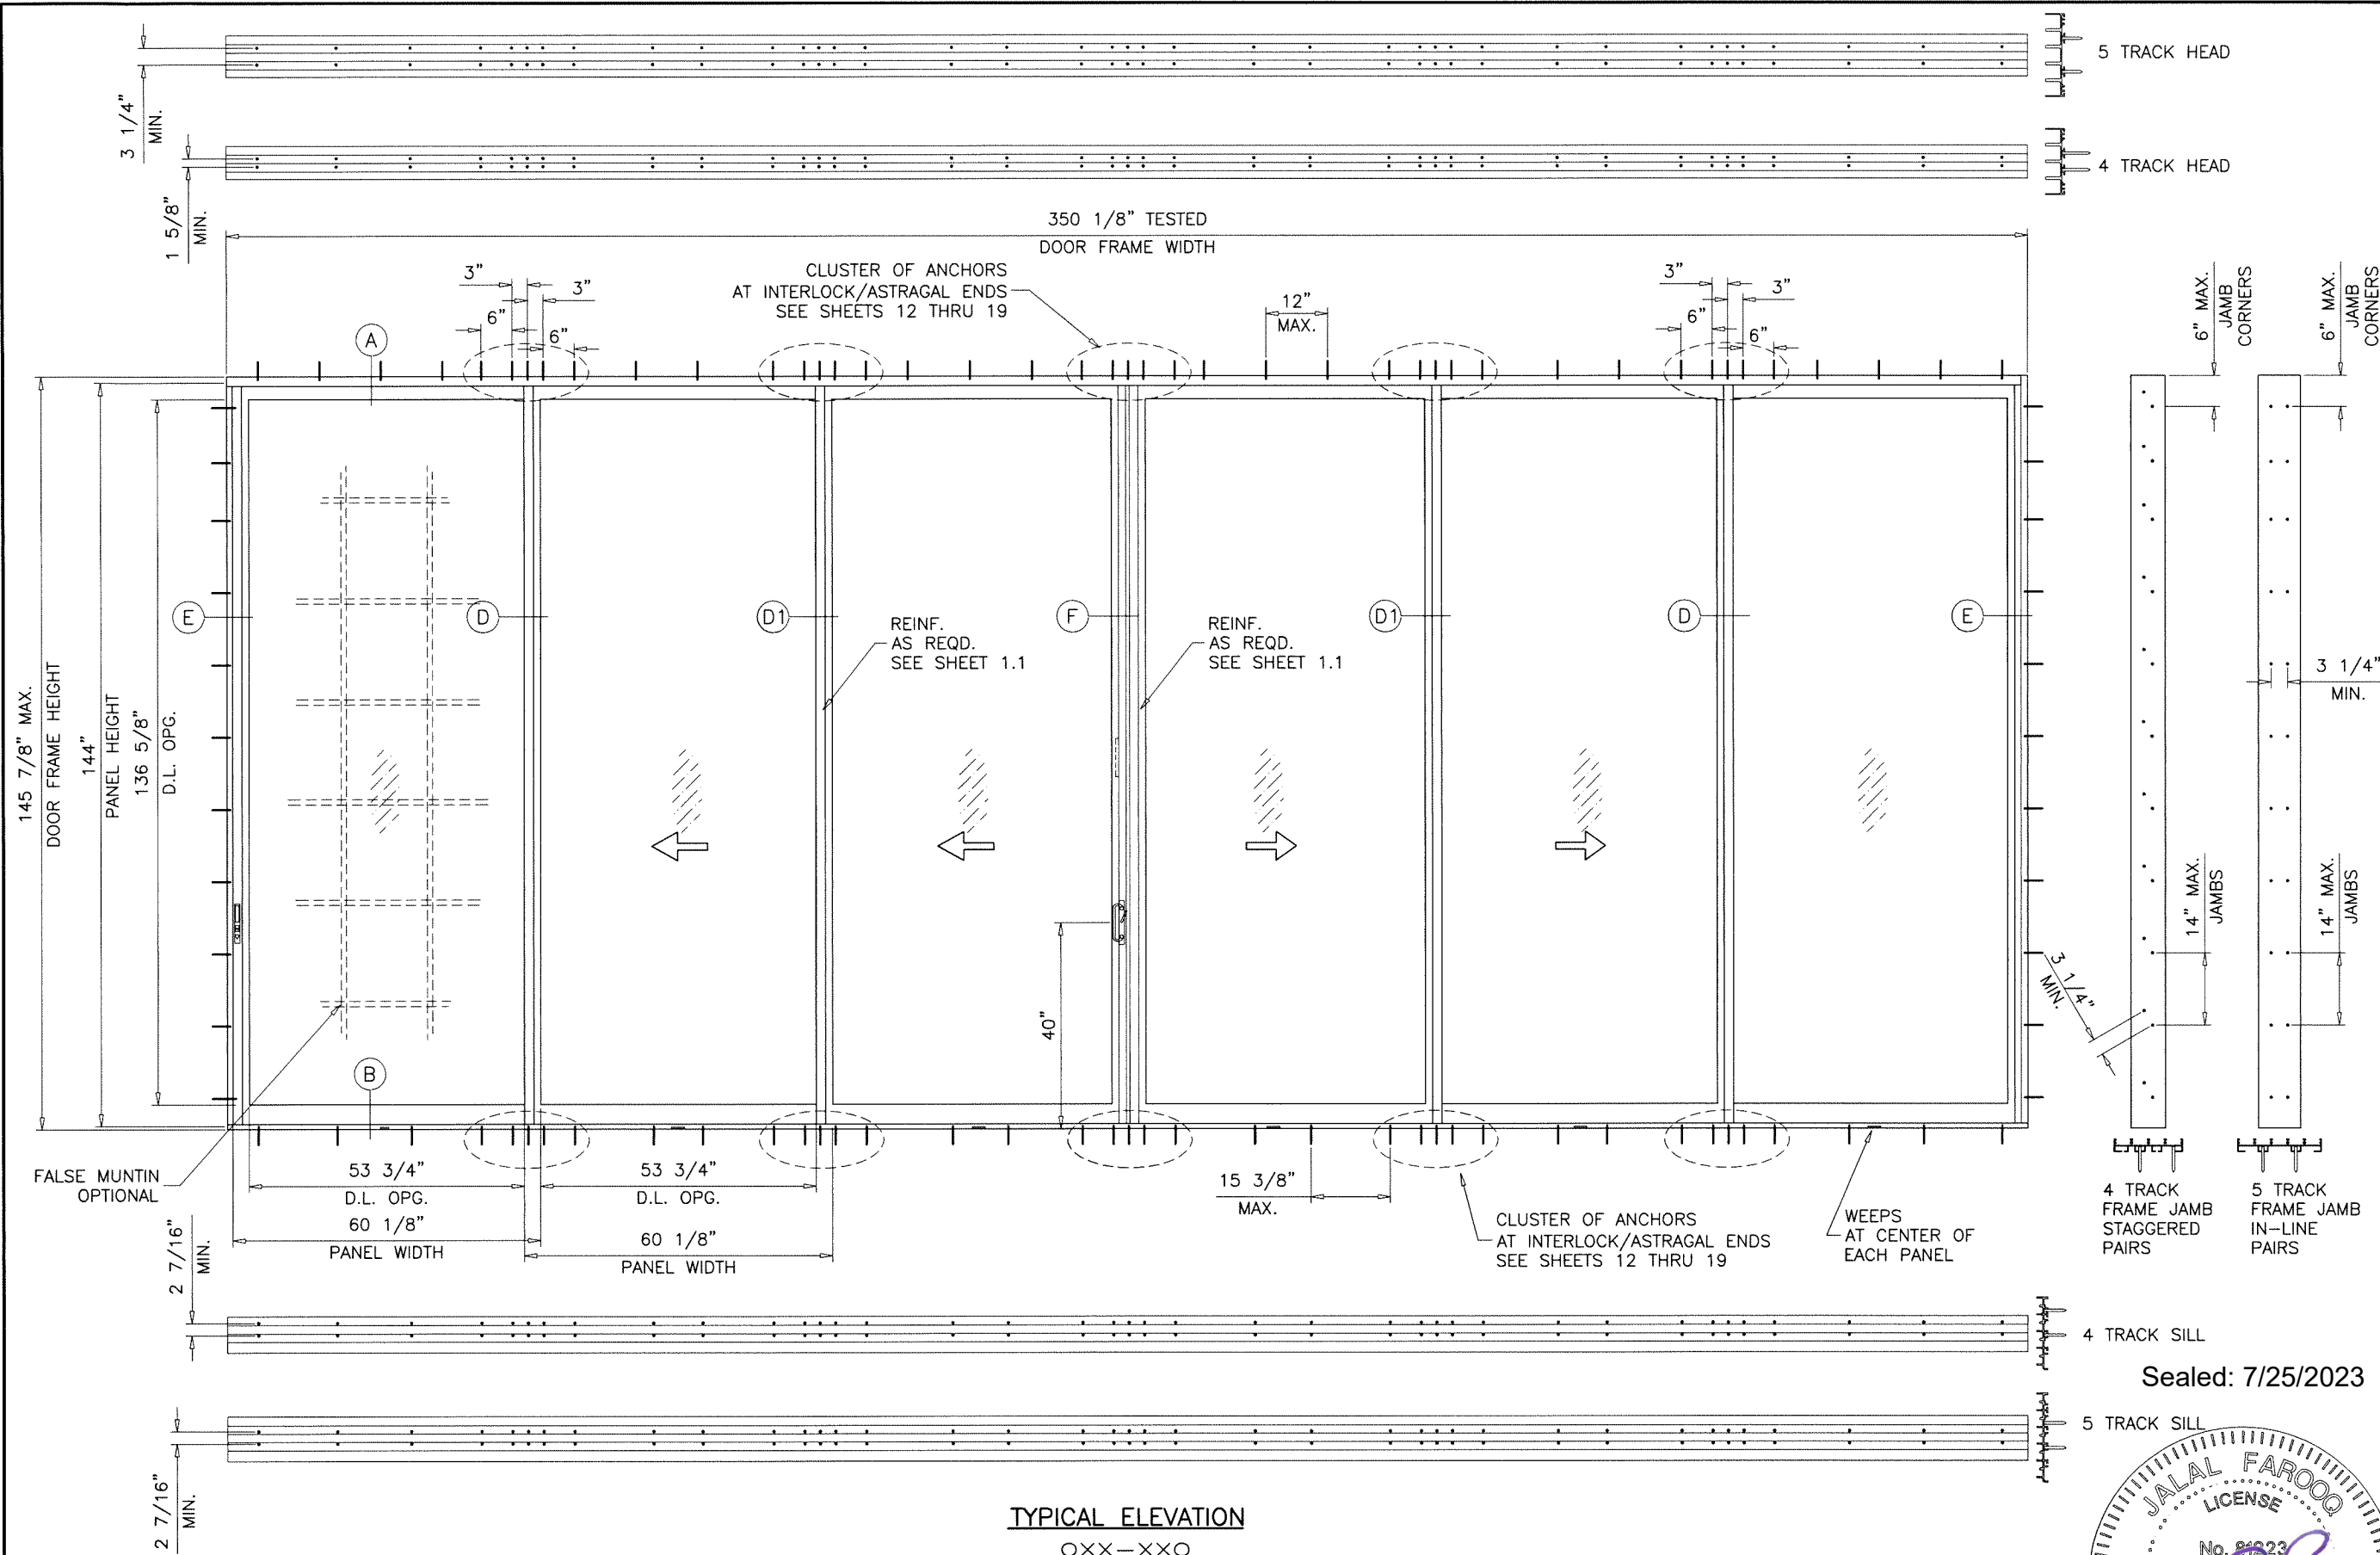 5 TRACK HEAD
3 1/4"
MIN.
4 TRACK HEAD
1 5/8"
MIN.
350 1/8" TESTED
DOOR FRAME WIDTH
CLUSTER OF ANCHORS
AT INTERLOCK/ASTRAGAL ENDS
SEE SHEETS 12 THRU 19
3"
3"
6"
6"
12"
MAX.
3"
3"
6"
6"
6" MAX.
JAMB
CORNERS
6" MAX.
JAMB
CORNERS
A
E
D
D1
F
D1
D
E
REINF.
AS REQD.
SEE SHEET 1.1
REINF.
AS REQD.
SEE SHEET 1.1
145 7/8" MAX.
DOOR FRAME HEIGHT
144"
PANEL HEIGHT
136 5/8"
D.L. OPG.
3 1/4"
MIN.
14" MAX.
JAMBS
14" MAX.
JAMBS
3 1/4"
MIN.
40"
B
FALSE MUNTIN
OPTIONAL
53 3/4"
D.L. OPG.
53 3/4"
D.L. OPG.
60 1/8"
PANEL WIDTH
60 1/8"
PANEL WIDTH
15 3/8"
MAX.
CLUSTER OF ANCHORS
AT INTERLOCK/ASTRAGAL ENDS
SEE SHEETS 12 THRU 19
WEEPS
AT CENTER OF
EACH PANEL
4 TRACK
FRAME JAMB
STAGGERED
PAIRS
5 TRACK
FRAME JAMB
IN-LINE
PAIRS
2 7/16"
MIN.
4 TRACK SILL
Sealed: 7/25/2023
5 TRACK SILL
2 7/16"
MIN.
TYPICAL ELEVATION
OXX-XXO
JALAL FAROOQ
LICENSE
No.